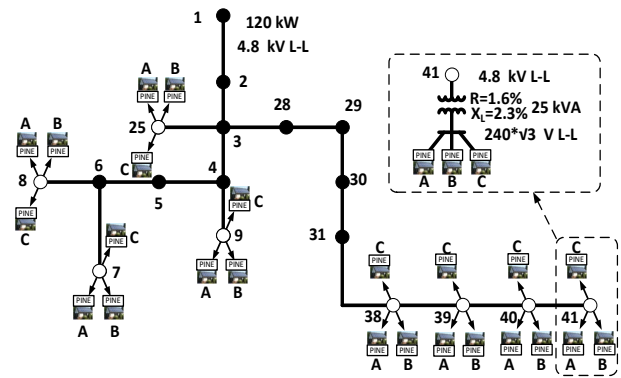 1
120 kW
4.8 kV L-L
2
A B
PINE PINE
25
3
28
29
C
PINE
A B
PINE PINE
8
6
5
4
30
PINE
C
PINE
C
9
31
PINE
C
7
PINE PINE
A B
PINE PINE
A B
41
4.8 kV L-L
R=1.6%
X_L=2.3%
25 kVA
240*√3 V L-L
PINE PINE PINE
A B C
C C C C
PINE PINE PINE PINE
38 39 40 41
PINE PINE PINE PINE PINE PINE PINE PINE
A B A B A B A B